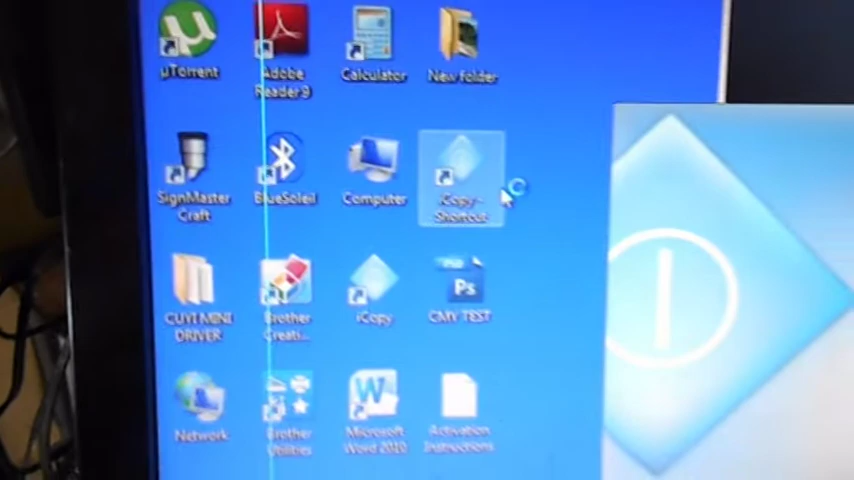 µTorrent
Adobe
Reader 9
Calculator
New folder
SignMaster
Craft
BlueSoleil
Computer
iCopy -
Shortcut
CUYI MINI
DRIVER
Brother
Creati...
iCopy
Ps
CMY TEST
Network
Brother
Utilities
W
Microsoft
Word 2010
Activation
Instructions